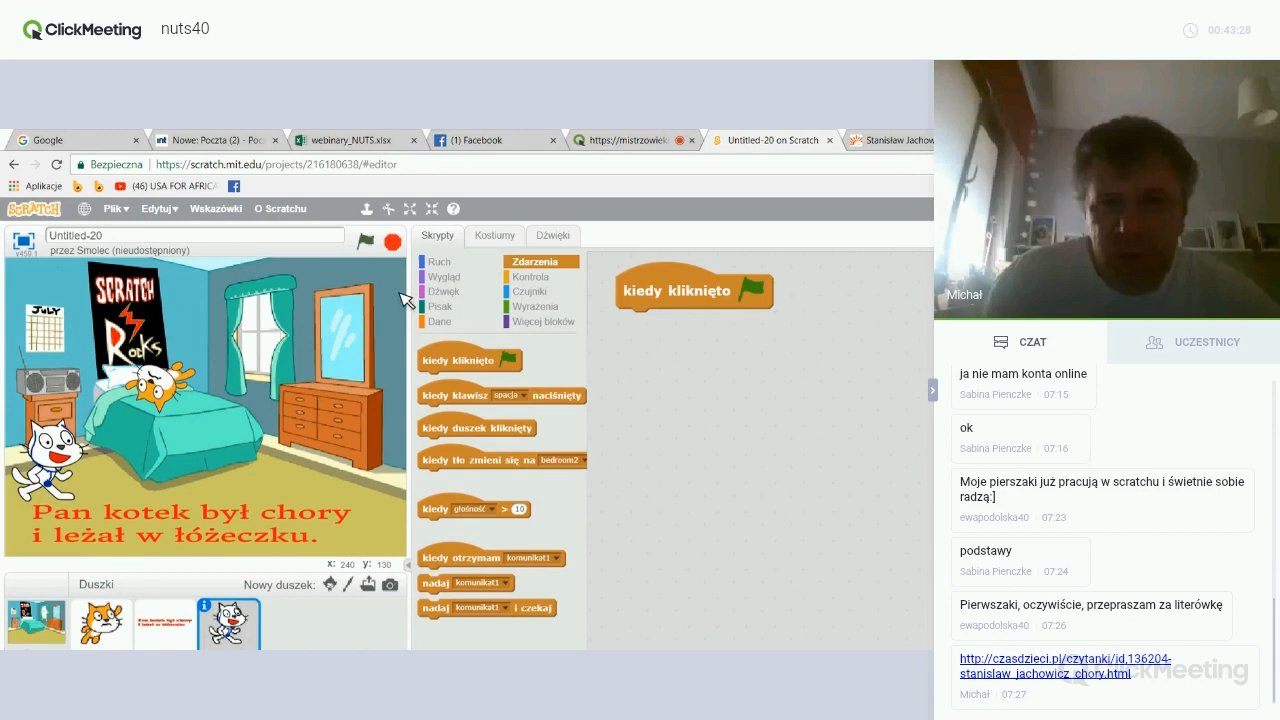 ClickMeeting
nuts40
00:43:28
Google
Nowe: Poczta (2) - Poc
webinary_NUTS.xlsx
(1) Facebook
https://mistrzowiek
Untitled-20 on Scratch
Stanisław Jachow
Bezpieczna
https://scratch.mit.edu/projects/216180638/#editor
Aplikacje
(46) USA FOR AFRICA
SCRATCH
Plik
Edytuj
Wskazówki
O Scratchu
v459.1
Untitled-20
przez Smolec (nieudostępniony)
JULY
SCRATCH
Rocks
Pan kotek był chory
i leżał w łóżeczku.
x: 240 y: 130
Duszki
Nowy duszek:
Skrypty
Kostiumy
Dźwięki
Ruch
Wygląd
Dźwięk
Pisak
Dane
Zdarzenia
Kontrola
Czujniki
Wyrażenia
Więcej bloków
kiedy kliknięto
kiedy klawisz spacja naciśnięty
kiedy duszek kliknięty
kiedy tło zmieni się na bedroom2
kiedy głośność > 10
kiedy otrzymam komunikat1
nadaj komunikat1
nadaj komunikat1 i czekaj
kiedy kliknięto
Michał
CZAT
UCZESTNICY
ja nie mam konta online
Sabina Pienczke 07:15
ok
Sabina Pienczke 07:16
Moje pierszaki już pracują w scratchu i świetnie sobie
radzą:]
ewapodolska40 07:23
podstawy
Sabina Pienczke 07:24
Pierwszaki, oczywiście, przepraszam za literówkę
ewapodolska40 07:26
http://czasdzieci.pl/czytanki/id,136204-
stanislaw_jachowicz_chory.html
Michał 07:27
ClickMeeting